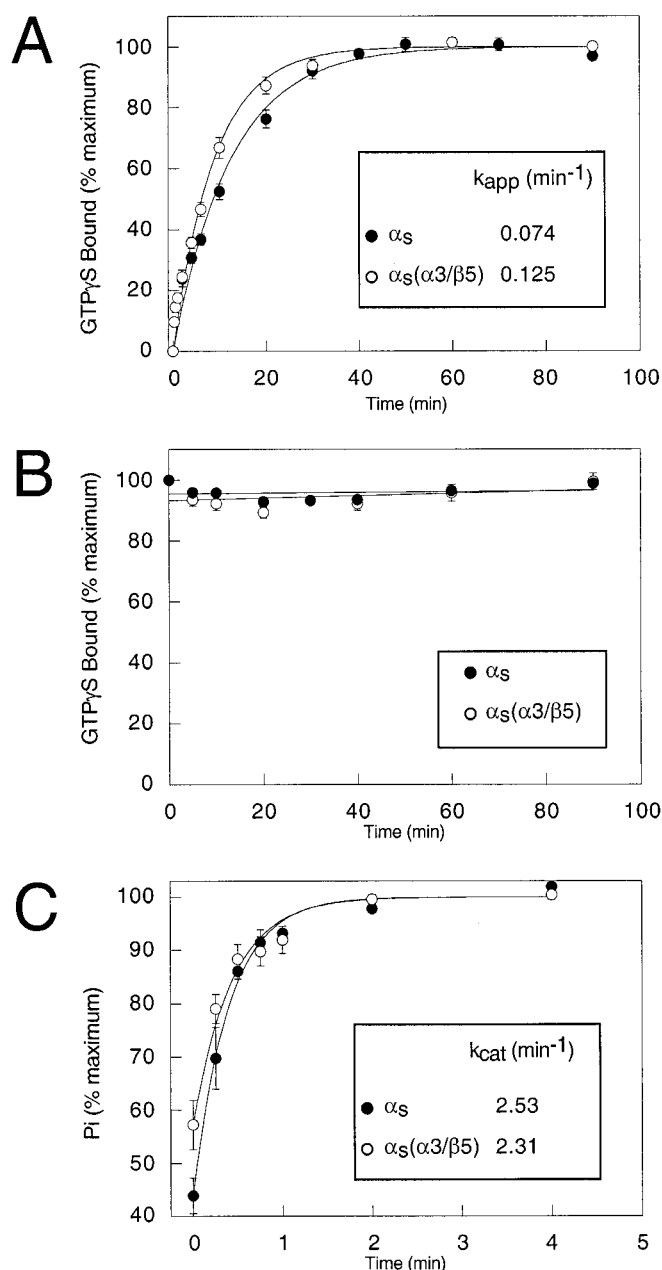 A
GTPγS Bound (% maximum)
100
80
60
40
20
0
kapp (min-1)
αs 0.074
αs(α3/β5) 0.125
0 20 40 60 80 100
Time (min)
B
GTPγS Bound (% maximum)
100
80
60
40
20
0
αs
αs(α3/β5)
0 20 40 60 80 100
Time (min)
C
Pi (% maximum)
100
90
80
70
60
50
40
kcat (min-1)
αs 2.53
αs(α3/β5) 2.31
0 1 2 3 4 5
Time (min)